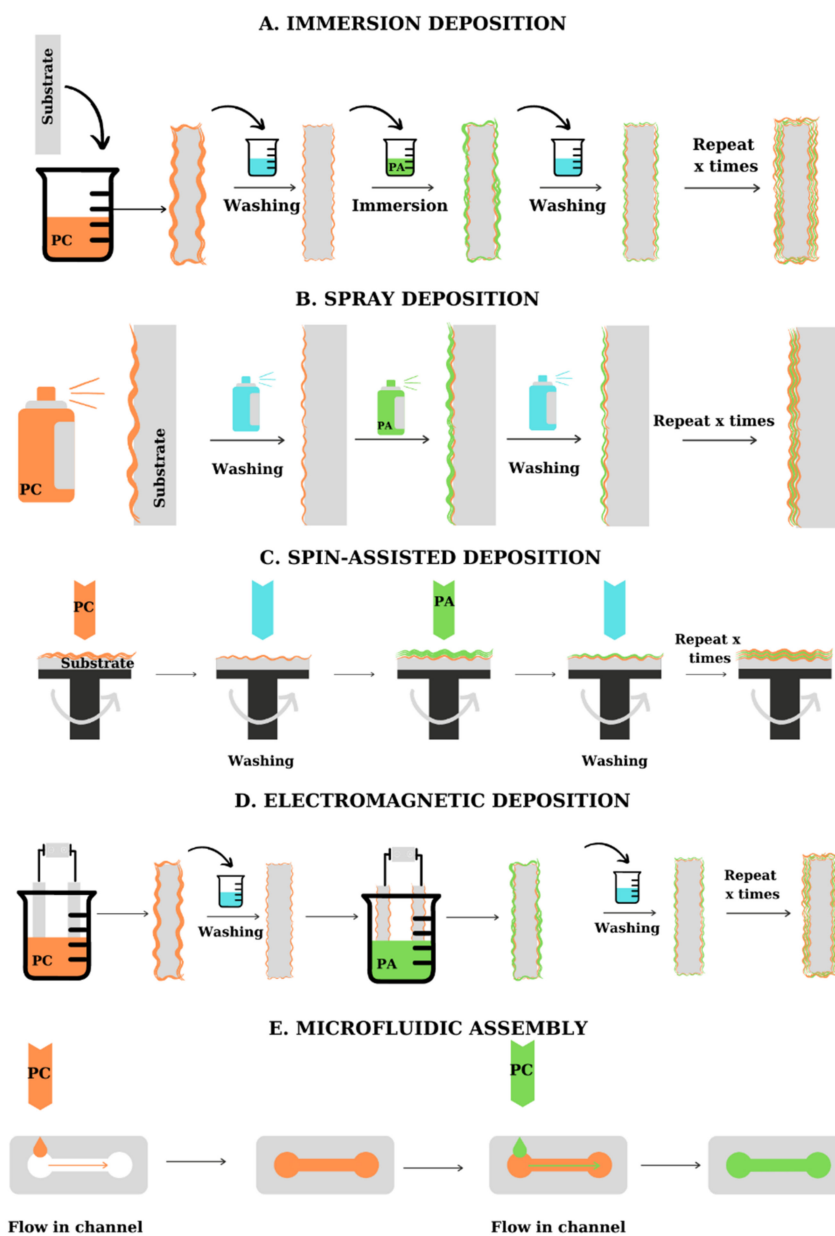 A. IMMERSION DEPOSITION
Substrate
PC
Washing
PA
Immersion
Washing
Repeat
x times
B. SPRAY DEPOSITION
PC
Substrate
Washing
PA
Washing
Repeat x times
C. SPIN-ASSISTED DEPOSITION
PC
PA
Substrate
Repeat x
times
Washing
Washing
D. ELECTROMAGNETIC DEPOSITION
PC
Washing
PA
Washing
Repeat
x times
E. MICROFLUIDIC ASSEMBLY
PC
PC
Flow in channel
Flow in channel